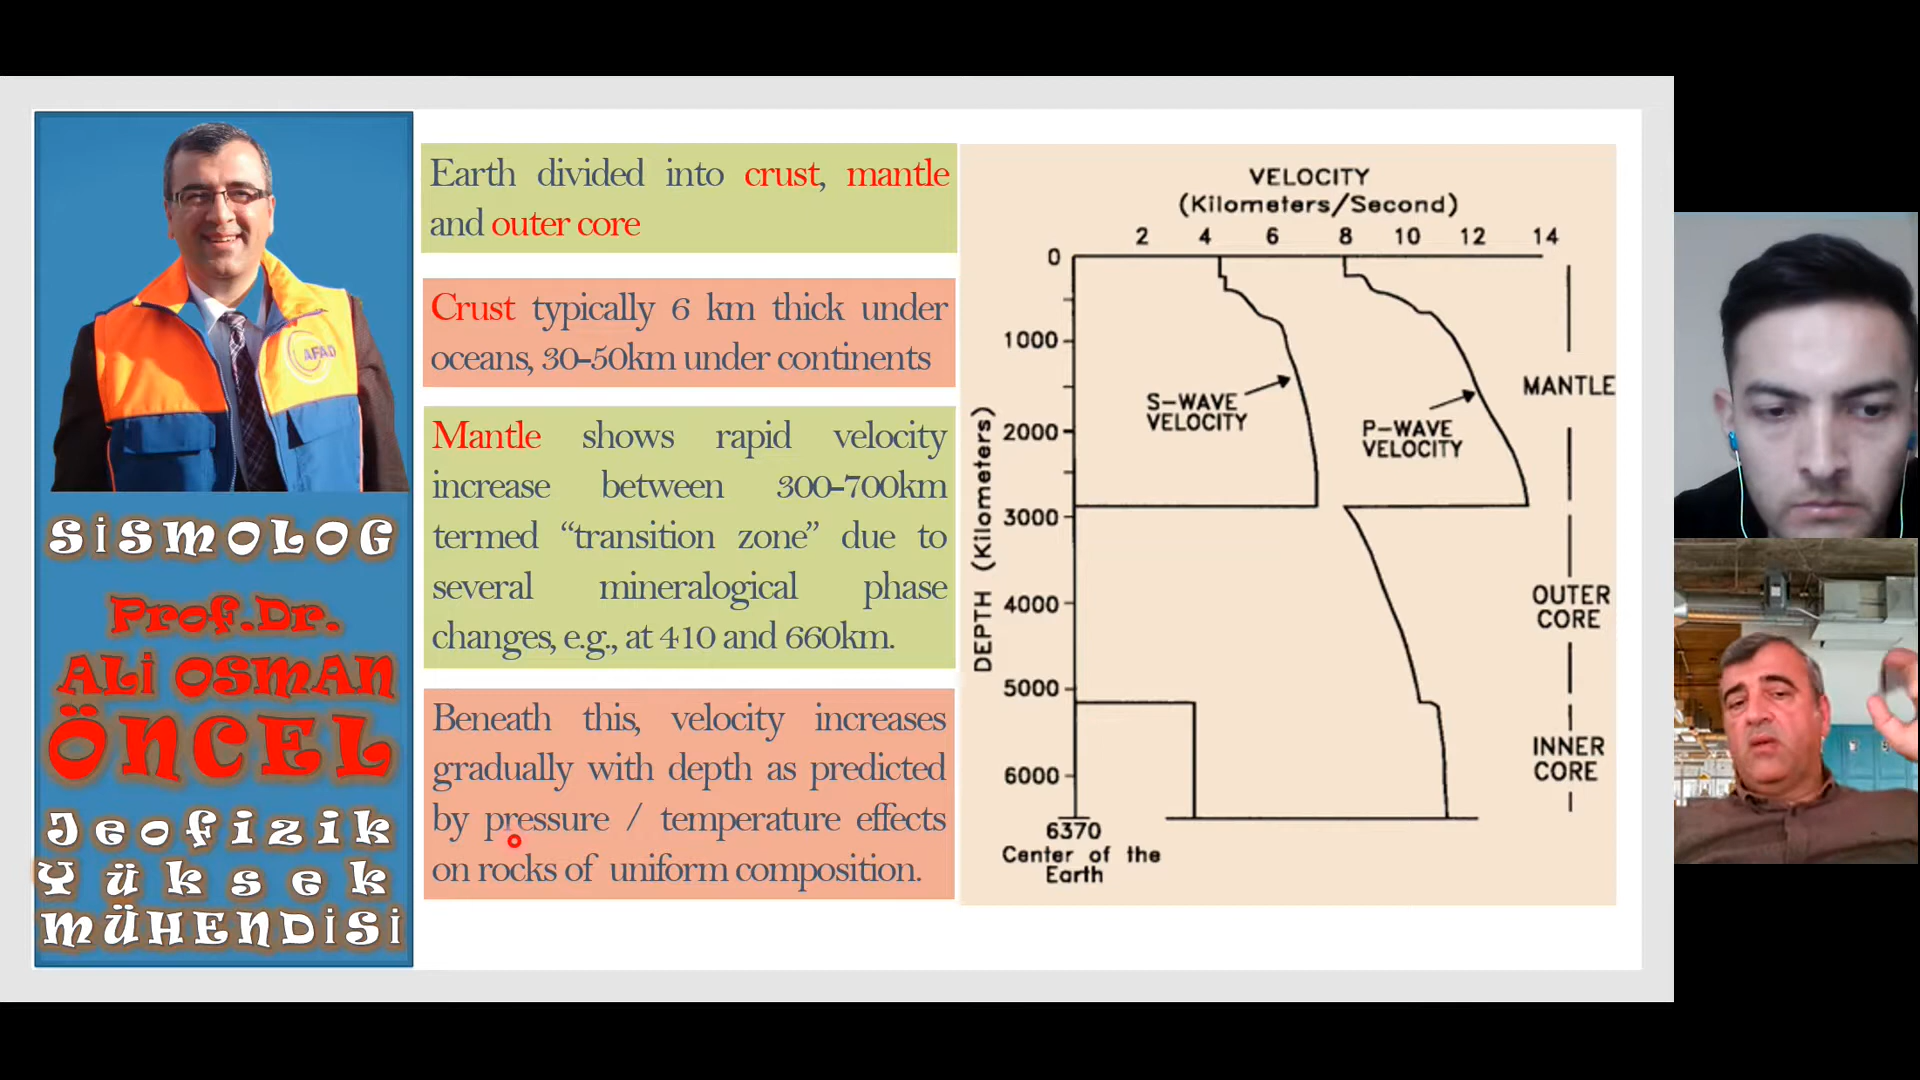 SİSMOLOG
Prof.Dr.
ALİ OSMAN
ÖNCEL
Jeofizik
Yüksek
MÜHENDİSİ
AFAD
Earth divided into crust, mantle
and outer core
Crust typically 6 km thick under
oceans, 30-50km under continents
Mantle shows rapid velocity
increase between 300-700km
termed “transition zone” due to
several mineralogical phase
changes, e.g., at 410 and 660km.
Beneath this, velocity increases
gradually with depth as predicted
by pressure / temperature effects
on rocks of uniform composition.
VELOCITY
(Kilometers/Second)
2 4 6 8 10 12 14
DEPTH (Kilometers)
0
1000
2000
3000
4000
5000
6000
6370
Center of the
Earth
S-WAVE
VELOCITY
P-WAVE
VELOCITY
MANTLE
OUTER
CORE
INNER
CORE